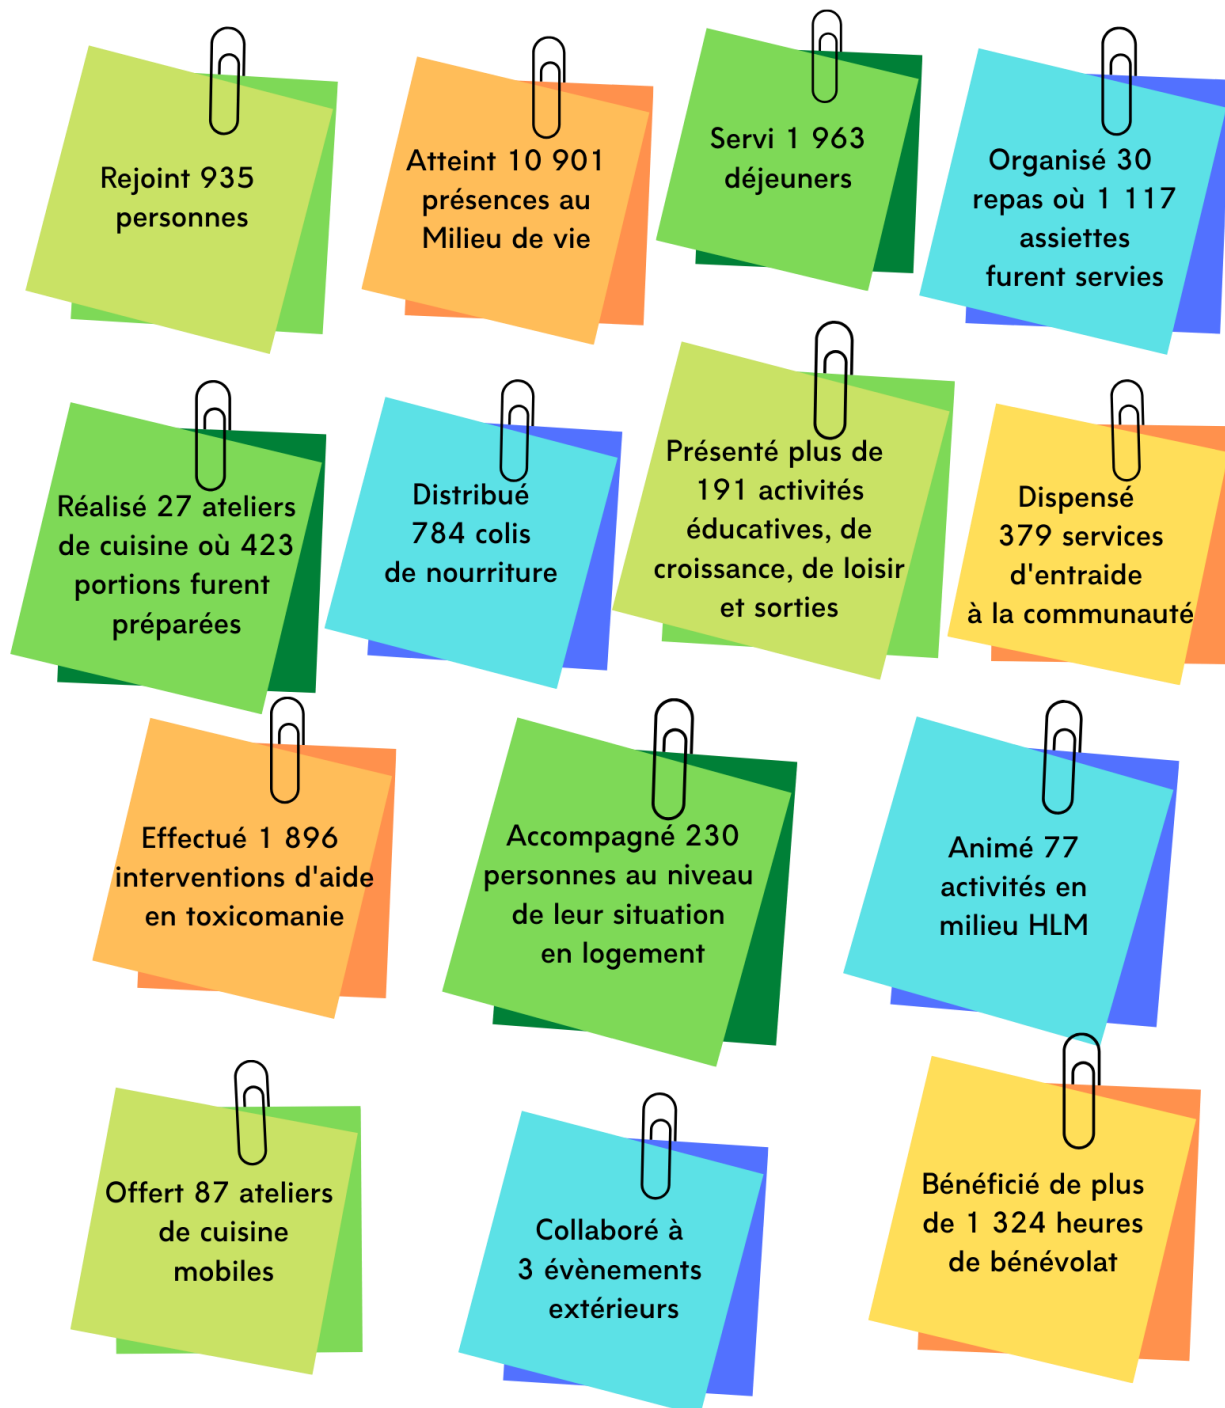 Rejoint 935
personnes
Atteint 10 901
présences au
Milieu de vie
Servi 1 963
déjeuners
Organisé 30
repas où 1 117
assiettes
furent servies
Réalisé 27 ateliers
de cuisine où 423
portions furent
préparées
Distribué
784 colis
de nourriture
Présenté plus de
191 activités
éducatives, de
croissance, de loisir
et sorties
Dispensé
379 services
d'entraide
à la communauté
Effectué 1 896
interventions d'aide
en toxicomanie
Accompagné 230
personnes au niveau
de leur situation
en logement
Animé 77
activités en
milieu HLM
Offert 87 ateliers
de cuisine
mobiles
Collaboré à
3 évènements
extérieurs
Bénéficié de plus
de 1 324 heures
de bénévolat